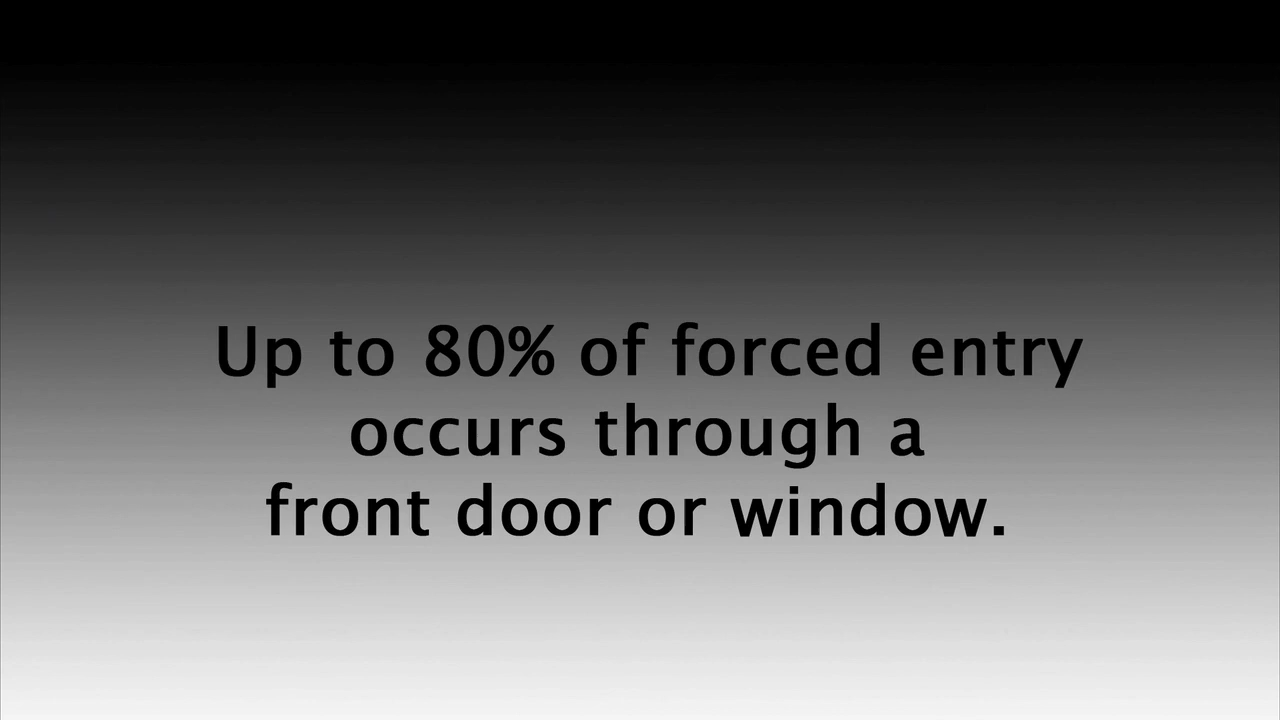 Up to 80% of forced entry
occurs through a
front door or window.